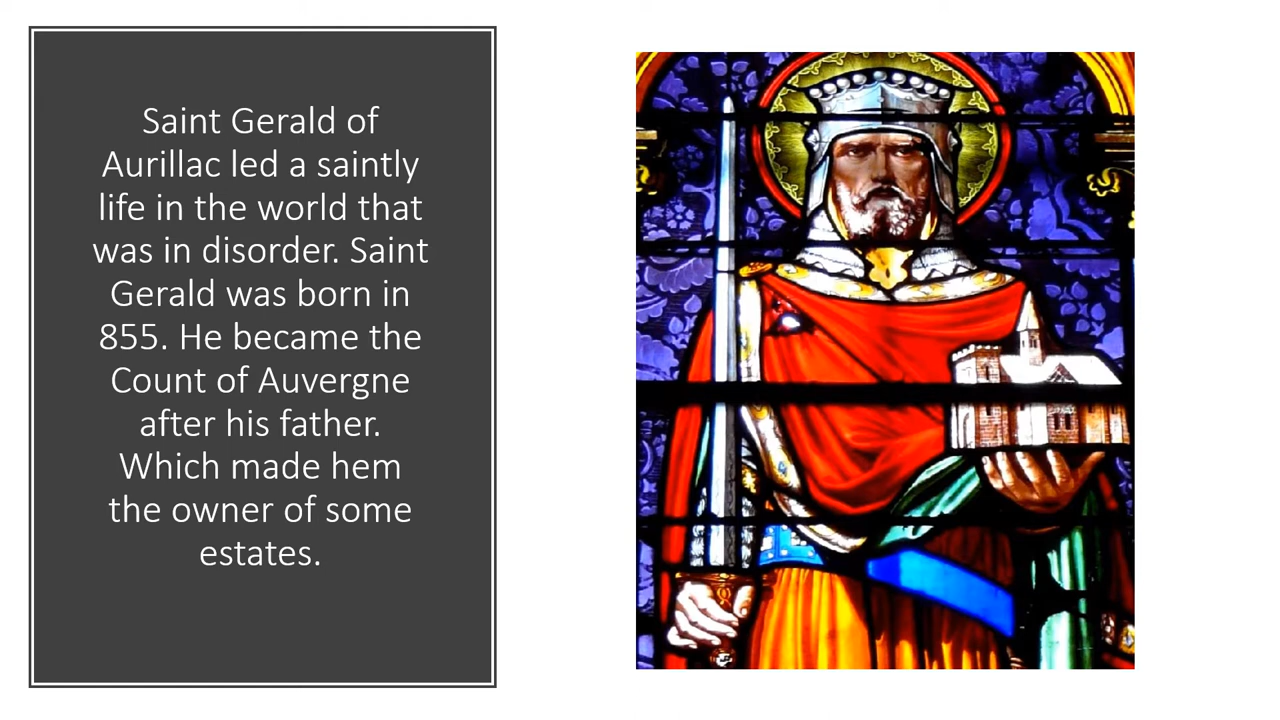 Saint Gerald of
Aurillac led a saintly
life in the world that
was in disorder. Saint
Gerald was born in
855. He became the
Count of Auvergne
after his father.
Which made hem
the owner of some
estates.